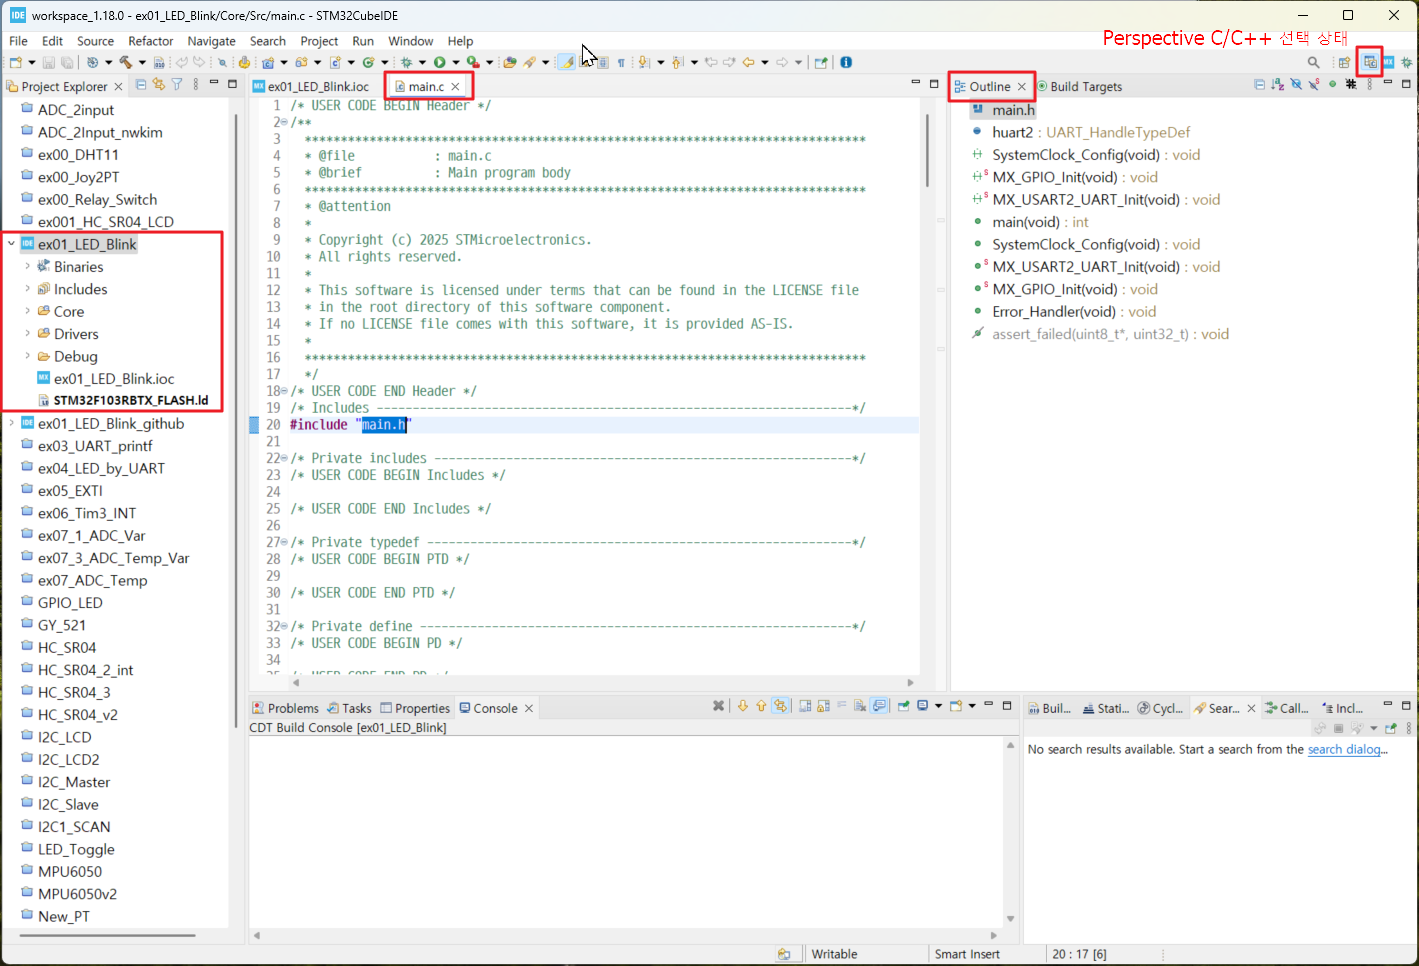 IDE workspace_1.18.0 - ex01_LED_Blink/Core/Src/main.c - STM32CubeIDE
File Edit Source Refactor Navigate Search Project Run Window Help
Perspective C/C++ 선택 상태
Project Explorer
ADC_2input
ADC_2Input_nwkim
ex00_DHT11
ex00_Joy2PT
ex00_Relay_Switch
ex001_HC_SR04_LCD
IDE ex01_LED_Blink
Binaries
Includes
Core
Drivers
Debug
MX ex01_LED_Blink.ioc
STM32F103RBTX_FLASH.ld
IDE ex01_LED_Blink_github
ex03_UART_printf
ex04_LED_by_UART
ex05_EXTI
ex06_Tim3_INT
ex07_1_ADC_Var
ex07_3_ADC_Temp_Var
ex07_ADC_Temp
GPIO_LED
GY_521
HC_SR04
HC_SR04_2_int
HC_SR04_3
HC_SR04_v2
I2C_LCD
I2C_LCD2
I2C_Master
I2C_Slave
I2C1_SCAN
LED_Toggle
MPU6050
MPU6050v2
New_PT
MX ex01_LED_Blink.ioc main.c
1 /* USER CODE BEGIN Header */
2 /**
3 ******************************************************************************
4 * @file : main.c
5 * @brief : Main program body
6 ******************************************************************************
7 * @attention
8 *
9 * Copyright (c) 2025 STMicroelectronics.
10 * All rights reserved.
11 *
12 * This software is licensed under terms that can be found in the LICENSE file
13 * in the root directory of this software component.
14 * If no LICENSE file comes with this software, it is provided AS-IS.
15 *
16 ******************************************************************************
17 */
18 /* USER CODE END Header */
19 /* Includes ------------------------------------------------------------------*/
20 #include "main.h"
21
22 /* Private includes ----------------------------------------------------------*/
23 /* USER CODE BEGIN Includes */
24
25 /* USER CODE END Includes */
26
27 /* Private typedef -----------------------------------------------------------*/
28 /* USER CODE BEGIN PTD */
29
30 /* USER CODE END PTD */
31
32 /* Private define ------------------------------------------------------------*/
33 /* USER CODE BEGIN PD */
34
35 /* USER CODE END PD */
Outline Build Targets
main.h
huart2 : UART_HandleTypeDef
SystemClock_Config(void) : void
S MX_GPIO_Init(void) : void
S MX_USART2_UART_Init(void) : void
main(void) : int
SystemClock_Config(void) : void
S MX_USART2_UART_Init(void) : void
S MX_GPIO_Init(void) : void
Error_Handler(void) : void
assert_failed(uint8_t*, uint32_t) : void
Problems Tasks Properties Console
CDT Build Console [ex01_LED_Blink]
Buil... Stati... Cycl... Sear... Call... Incl...
No search results available. Start a search from the search dialog...
Writable Smart Insert 20 : 17 [6]